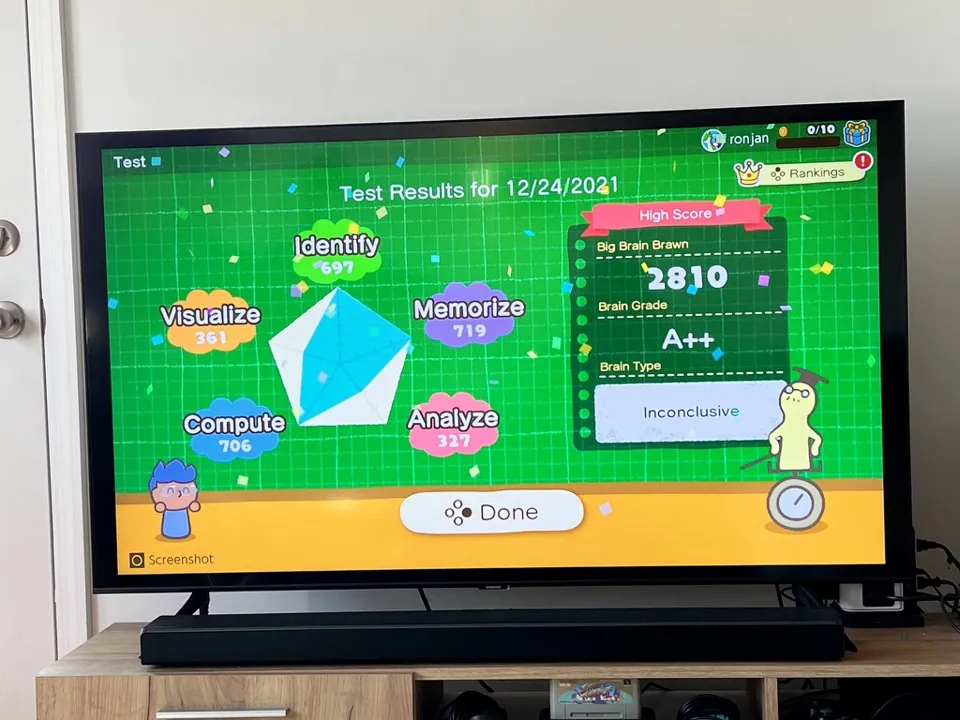 Test
ronjan
0/10
Rankings
!
Test Results for 12/24/2021
High Score
Identify
697
Big Brain Brawn
2810
Visualize
361
Memorize
719
Brain Grade
A++
Brain Type
Compute
706
Analyze
327
Inconclusive
Done
Screenshot